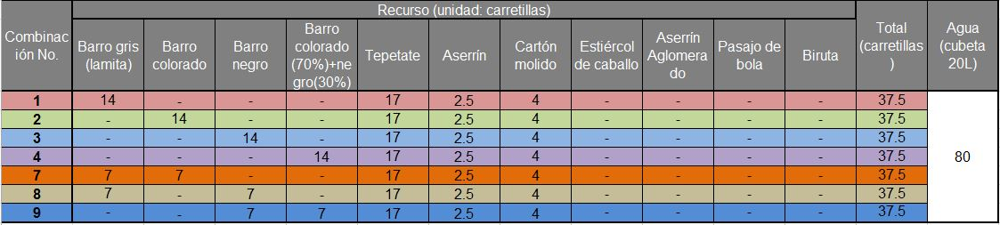 Combinac
ión No.
Recurso (unidad: carretillas)
Total
(carretillas
)
Agua
(cubeta
20L)
Barro gris
(lamita)
Barro
colorado
Barro
negro
Barro
colorado
(70%)+ne
gro(30%)
Tepetate
Aserrín
Cartón
molido
Estiércol
de caballo
Aserrín
Aglomera
do
Pasajo de
bola
Biruta
1 14 - - - 17 2.5 4 - - - - 37.5
2 - 14 - - 17 2.5 4 - - - - 37.5
3 - - 14 - 17 2.5 4 - - - - 37.5
4 - - - 14 17 2.5 4 - - - - 37.5
7 7 7 - - 17 2.5 4 - - - - 37.5
8 7 - 7 - 17 2.5 4 - - - - 37.5
9 - - 7 7 17 2.5 4 - - - - 37.5
80